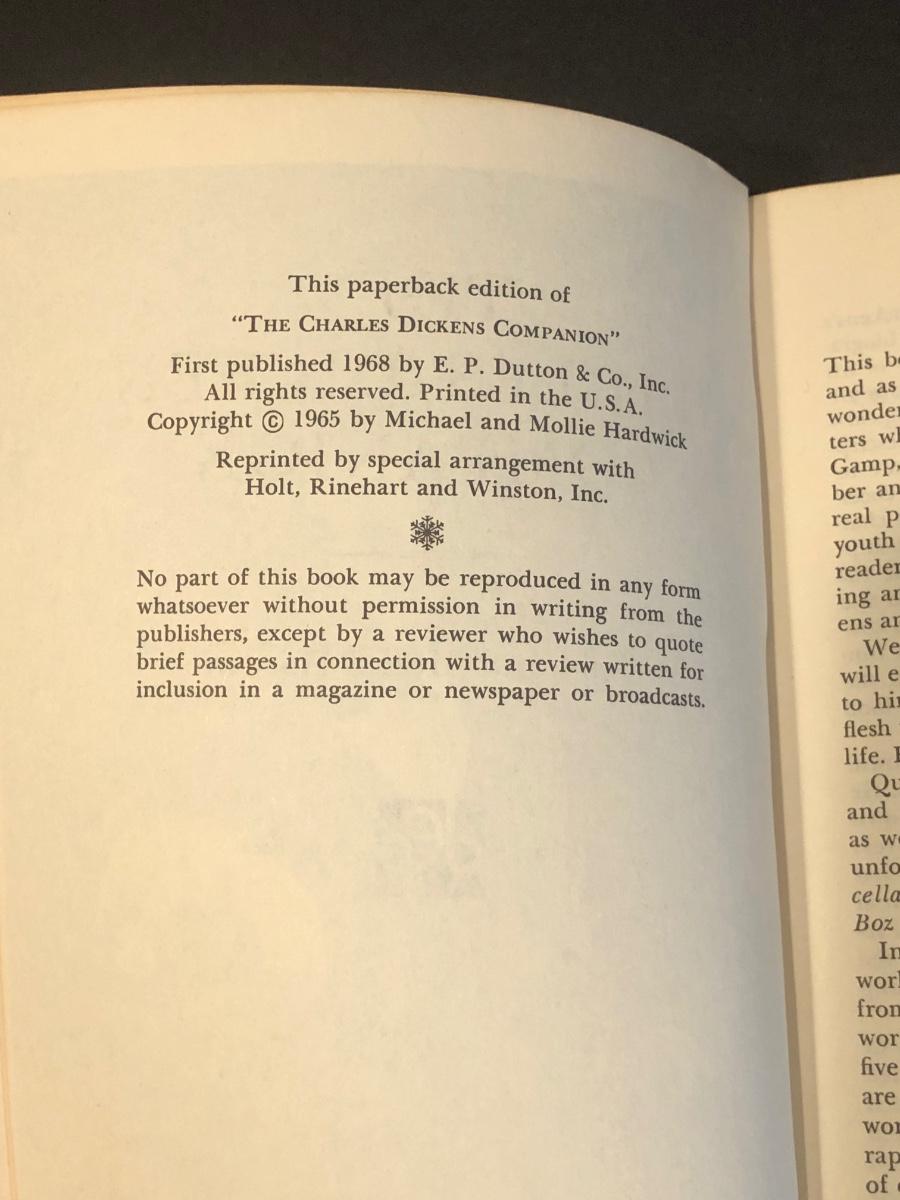 This paperback edition of
“THE CHARLES DICKENS COMPANION”
First published 1968 by E. P. Dutton & Co., Inc.
All rights reserved. Printed in the U.S.A.
Copyright © 1965 by Michael and Mollie Hardwick
Reprinted by special arrangement with
Holt, Rinehart and Winston, Inc.
No part of this book may be reproduced in any form
whatsoever without permission in writing from the
publishers, except by a reviewer who wishes to quote
brief passages in connection with a review written for
inclusion in a magazine or newspaper or broadcasts.
This
and as
ters
Gamp,
ber
real
youth
ing
We
will
to
flesh
life.
and
as
Boz
five
are
of